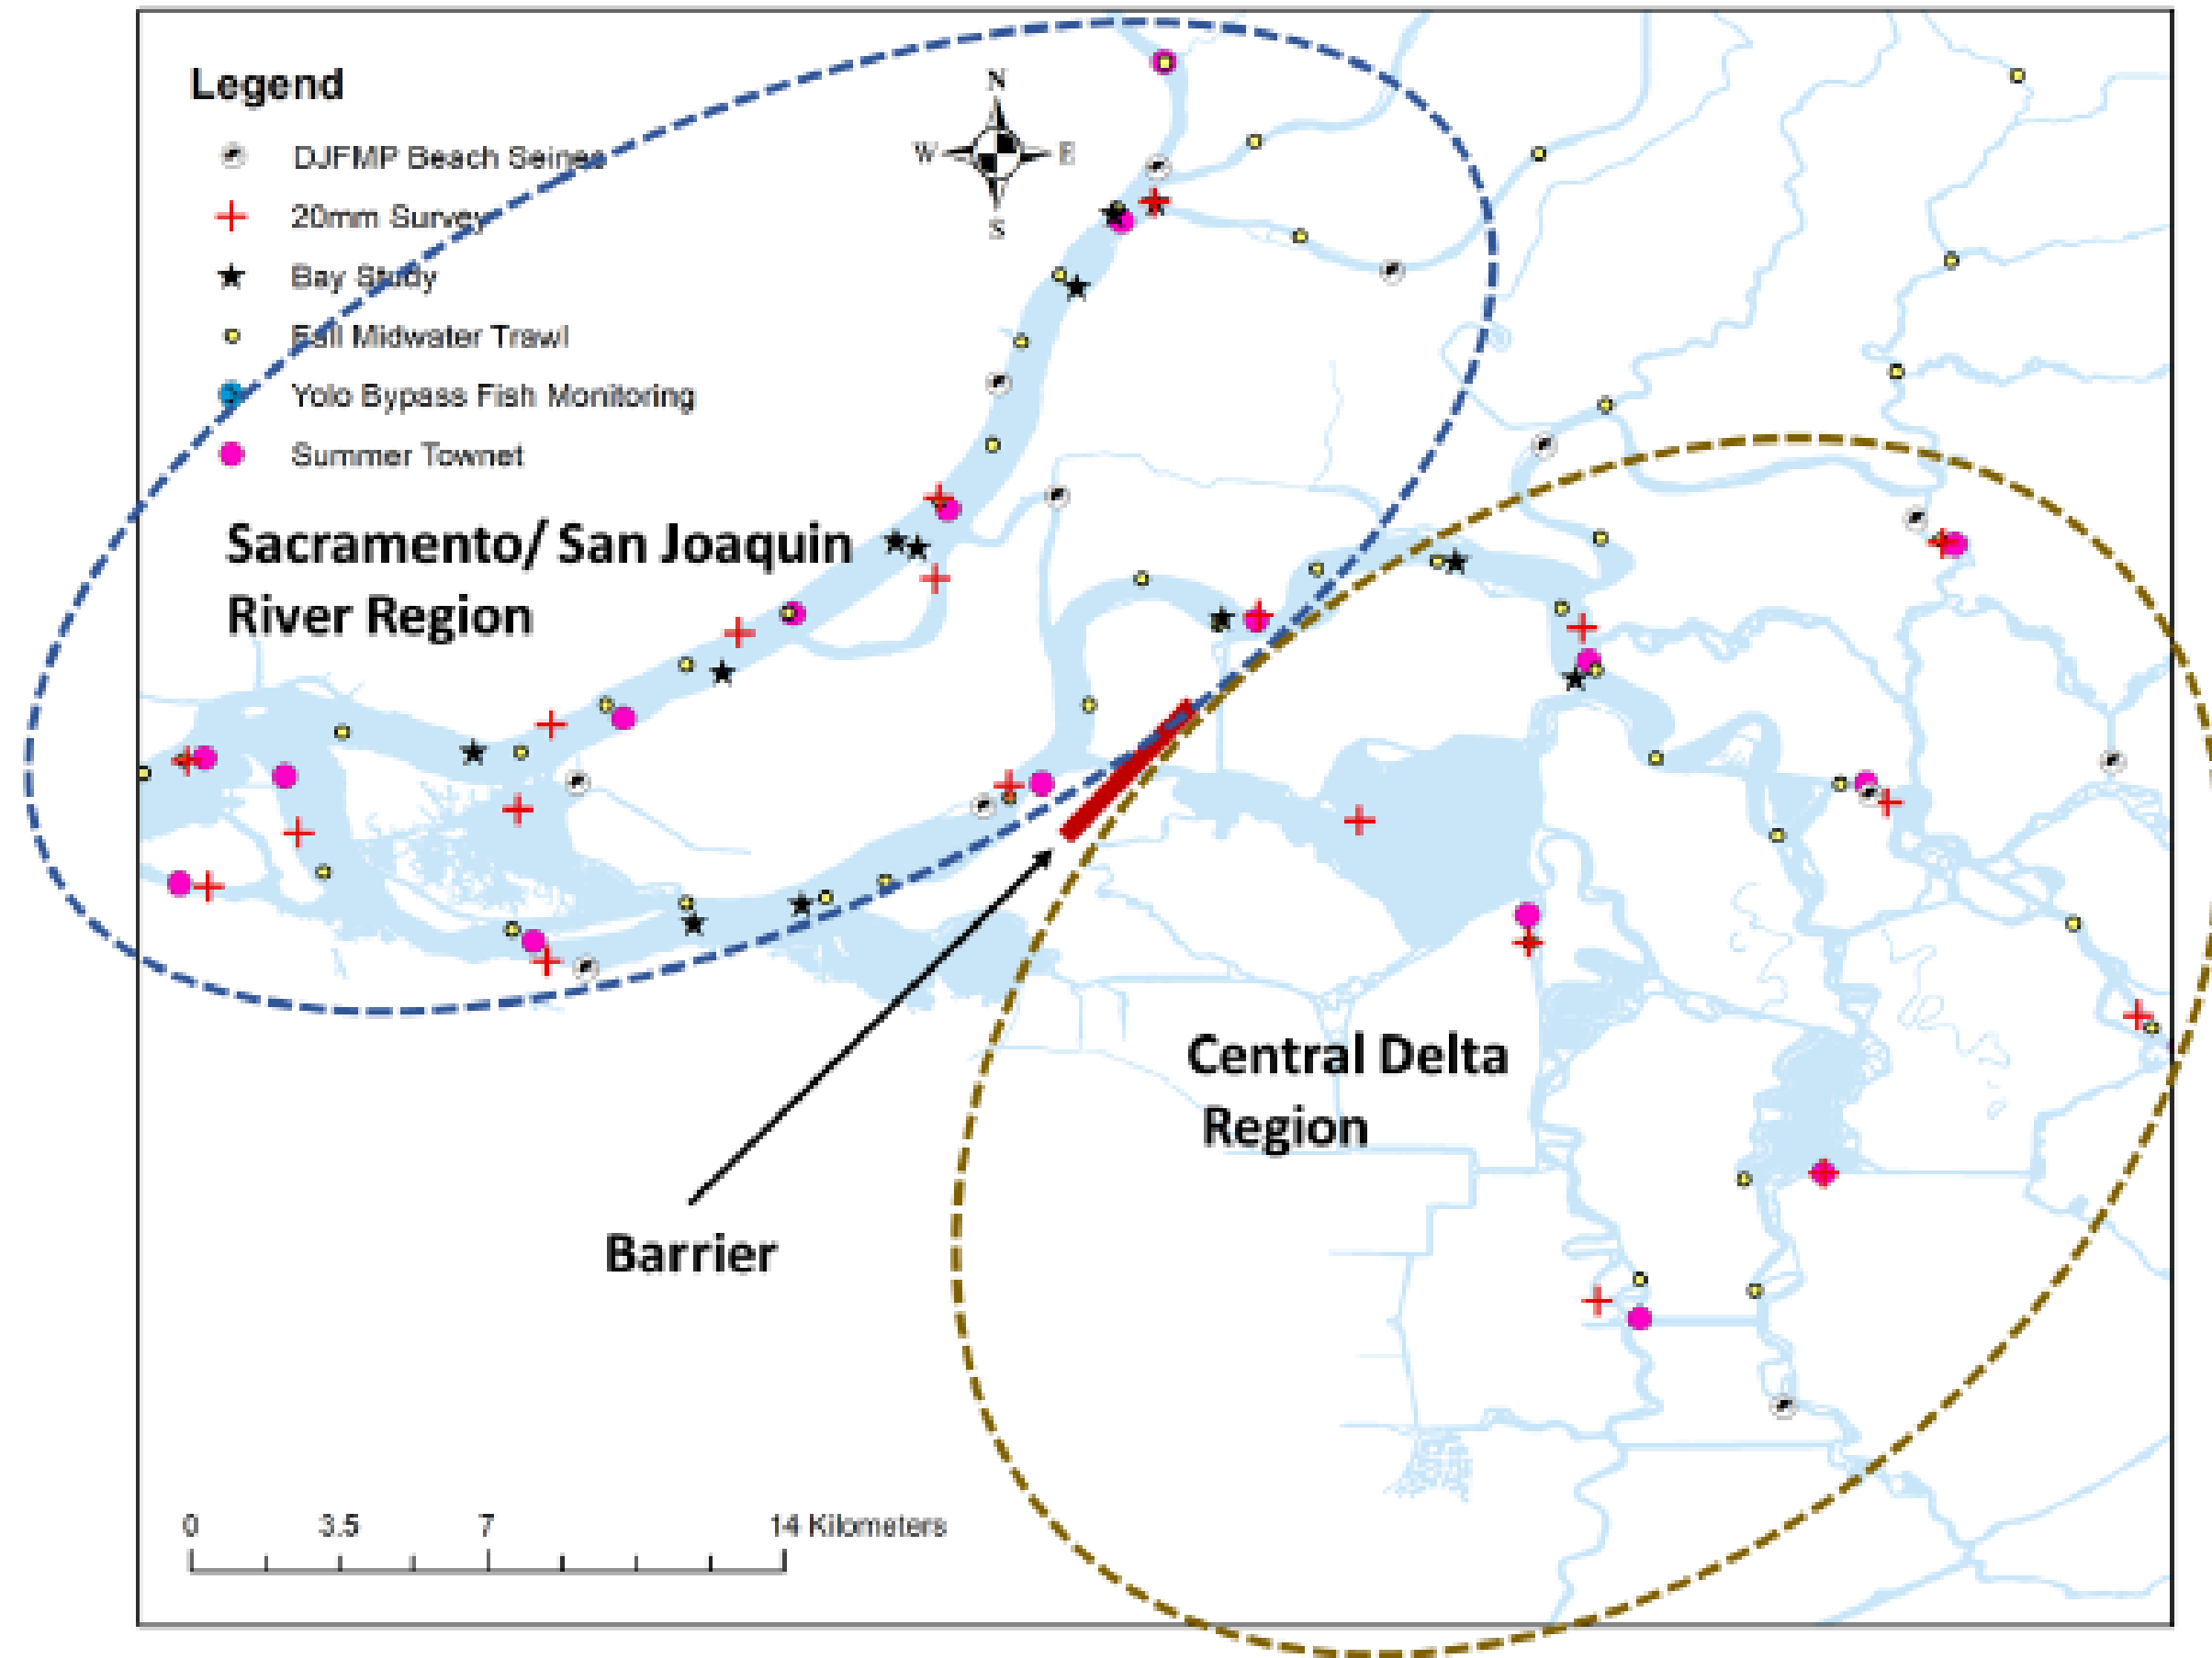 Legend
DJFMP Beach Seines
20mm Survey
Bay Study
Fall Midwater Trawl
Yolo Bypass Fish Monitoring
Summer Townet
N
W E
S
Sacramento/ San Joaquin
River Region
Central Delta
Region
Barrier
0 3.5 7 14 Kilometers